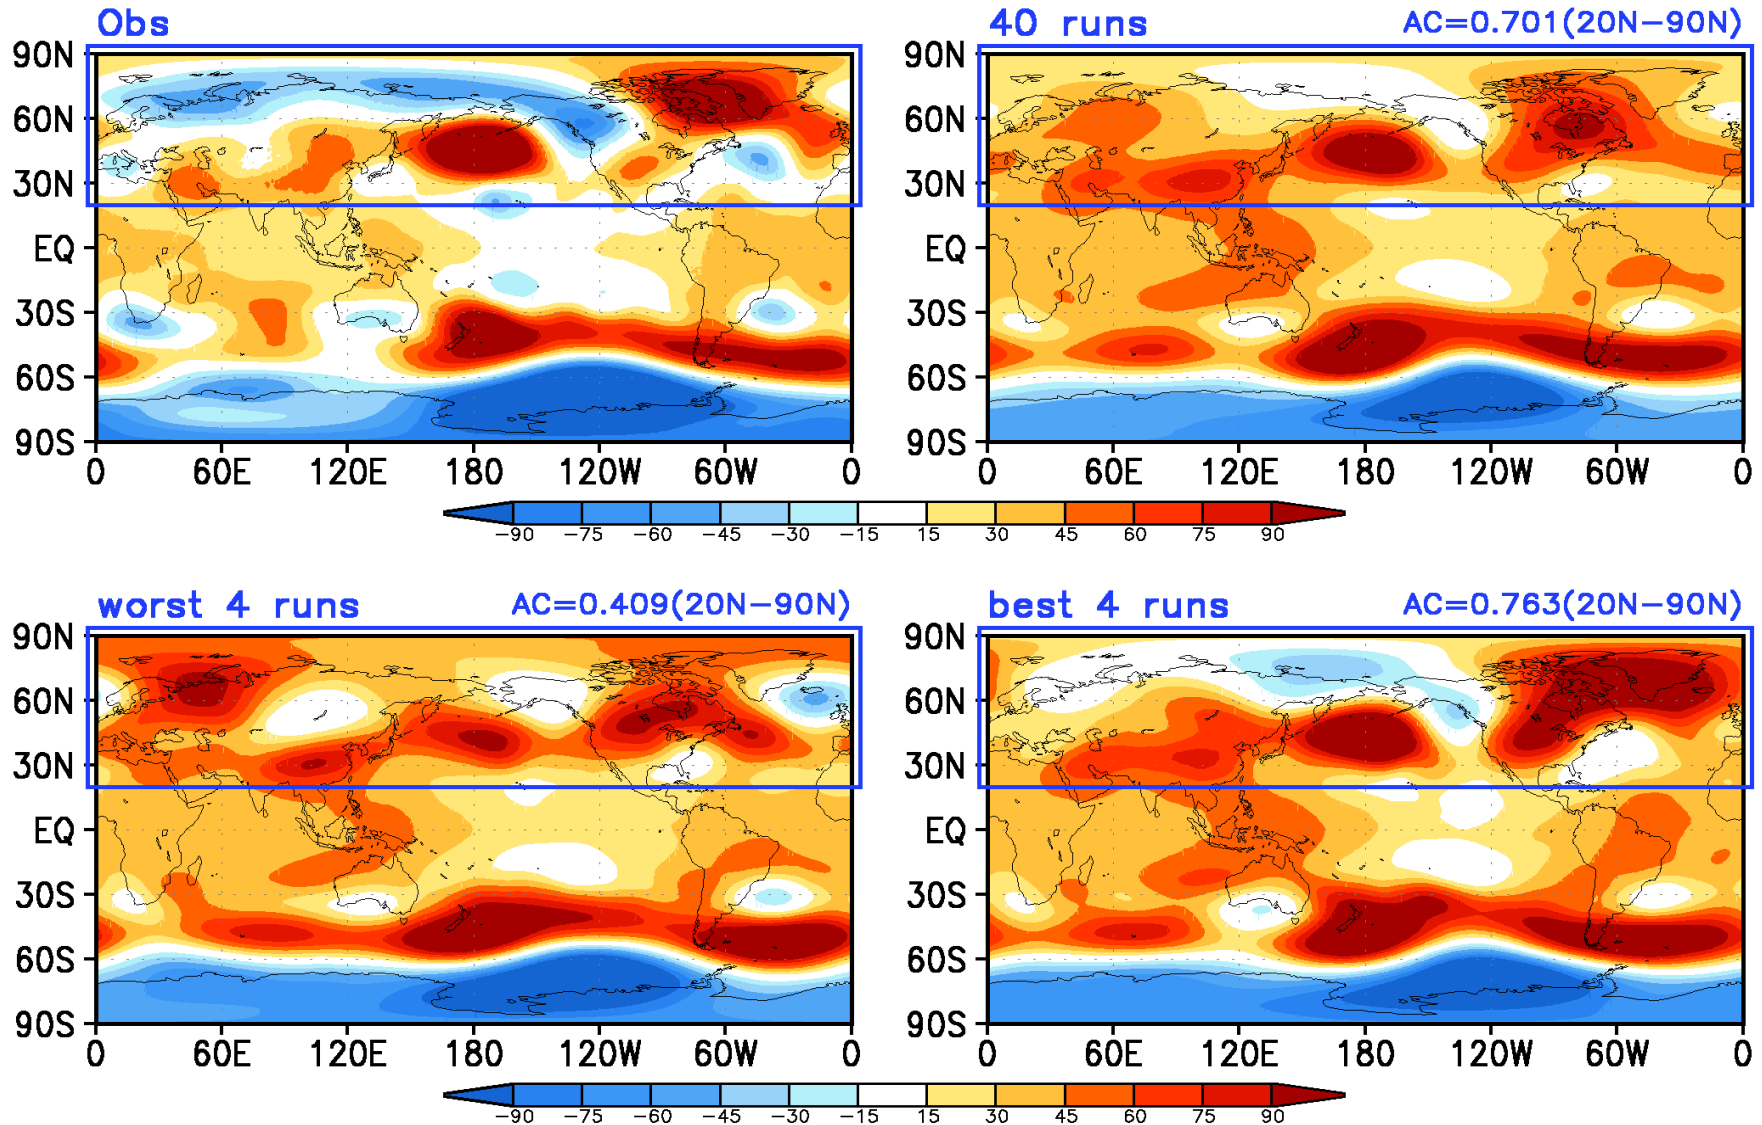 Obs
40 runs AC=0.701(20N−90N)
90N 90N
60N 60N
30N 30N
EQ EQ
30S 30S
60S 60S
90S 90S
0 60E 120E 180 120W 60W 0 0 60E 120E 180 120W 60W 0
−90 −75 −60 −45 −30 −15 15 30 45 60 75 90
worst 4 runs AC=0.409(20N−90N)
best 4 runs AC=0.763(20N−90N)
90N 90N
60N 60N
30N 30N
EQ EQ
30S 30S
60S 60S
90S 90S
0 60E 120E 180 120W 60W 0 0 60E 120E 180 120W 60W 0
−90 −75 −60 −45 −30 −15 15 30 45 60 75 90